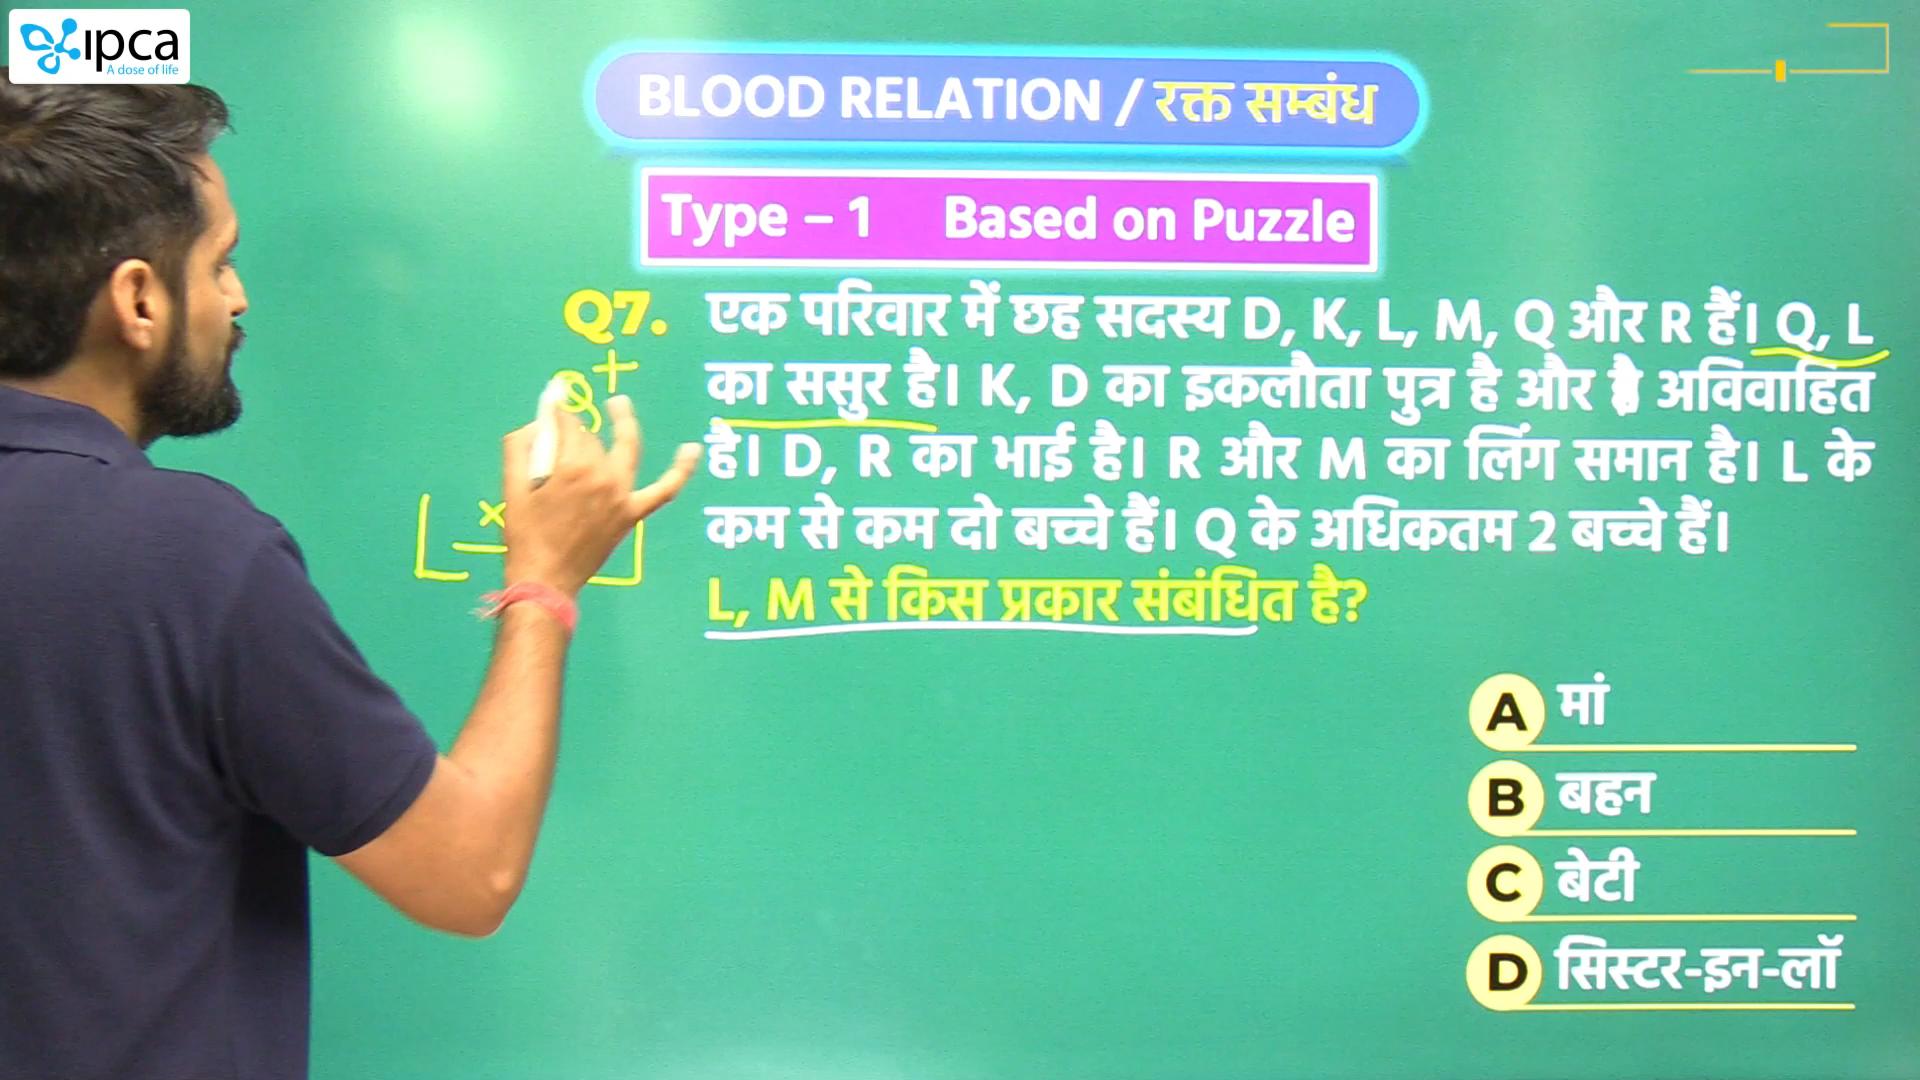 ipca
A dose of life
BLOOD RELATION / रक्त सम्बंध
Type – 1 Based on Puzzle
Q7. एक परिवार में छह सदस्य D, K, L, M, Q और R हैं। Q, L
का ससुर है। K, D का इकलौता पुत्र है और है अविवाहित
है। D, R का भाई है। R और M का लिंग समान है। L के
कम से कम दो बच्चे हैं। Q के अधिकतम 2 बच्चे हैं।
L, M से किस प्रकार संबंधित है?
Q+
×
–
A मां
B बहन
C बेटी
D सिस्टर-इन-लॉ